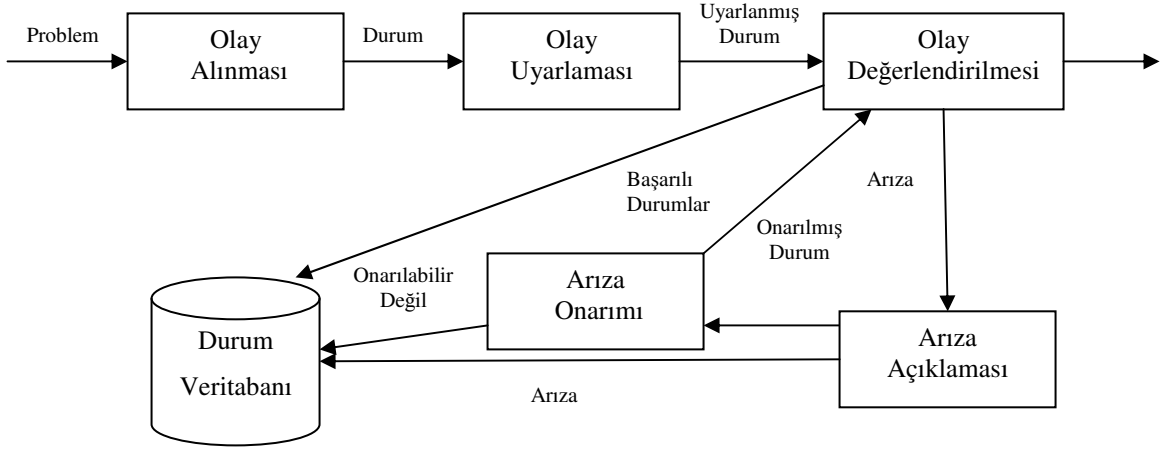 Problem
Olay
Alınması
Durum
Olay
Uyarlaması
Uyarlanmış
Durum
Olay
Değerlendirilmesi
Başarılı
Durumlar
Arıza
Onarılmış
Durum
Onarılabilir
Değil
Arıza
Onarımı
Durum
Veritabanı
Arıza
Açıklaması
Arıza